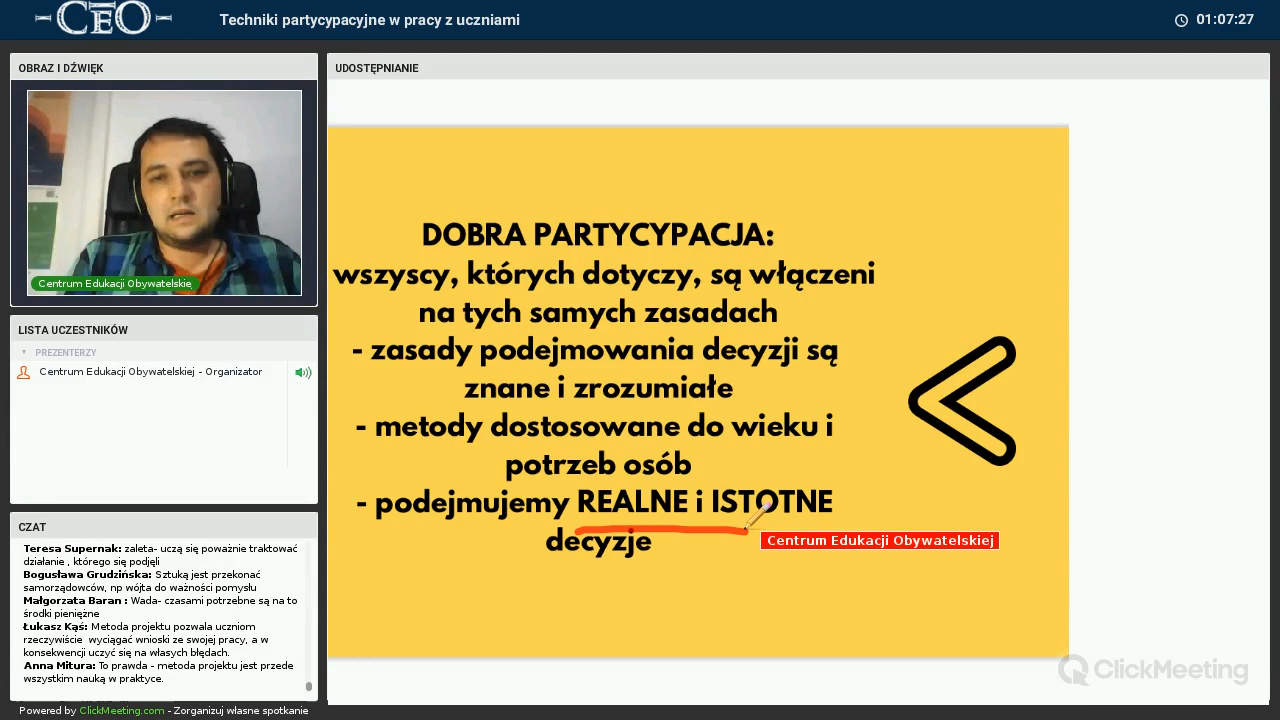 CEO
Techniki partycypacyjne w pracy z uczniami
01:07:27
OBRAZ I DŹWIĘK
Centrum Edukacji Obywatelskie
LISTA UCZESTNIKÓW
PREZENTERZY
Centrum Edukacji Obywatelskiej - Organizator
CZAT
Teresa Supernak: zaleta- uczą się poważnie traktować
działanie , którego się podjęli
Bogusława Grudzińska: Sztuką jest przekonać
samorządowców, np wójta do ważności pomysłu
Małgorzata Baran : Wada- czasami potrzebne są na to
środki pieniężne
Łukasz Kąś: Metoda projektu pozwala uczniom
rzeczywiście  wyciągać wnioski ze swojej pracy, a w
konsekwencji uczyć się na własych błędach.
Anna Mitura: To prawda - metoda projektu jest przede
wszystkim nauką w praktyce.
Powered by ClickMeeting.com - Zorganizuj własne spotkanie
UDOSTĘPNIANIE
DOBRA PARTYCYPACJA:
wszyscy, których dotyczy, są włączeni
na tych samych zasadach
- zasady podejmowania decyzji są
znane i zrozumiałe
- metody dostosowane do wieku i
potrzeb osób
- podejmujemy REALNE i ISTOTNE
decyzje
Centrum Edukacji Obywatelskiej
ClickMeeting